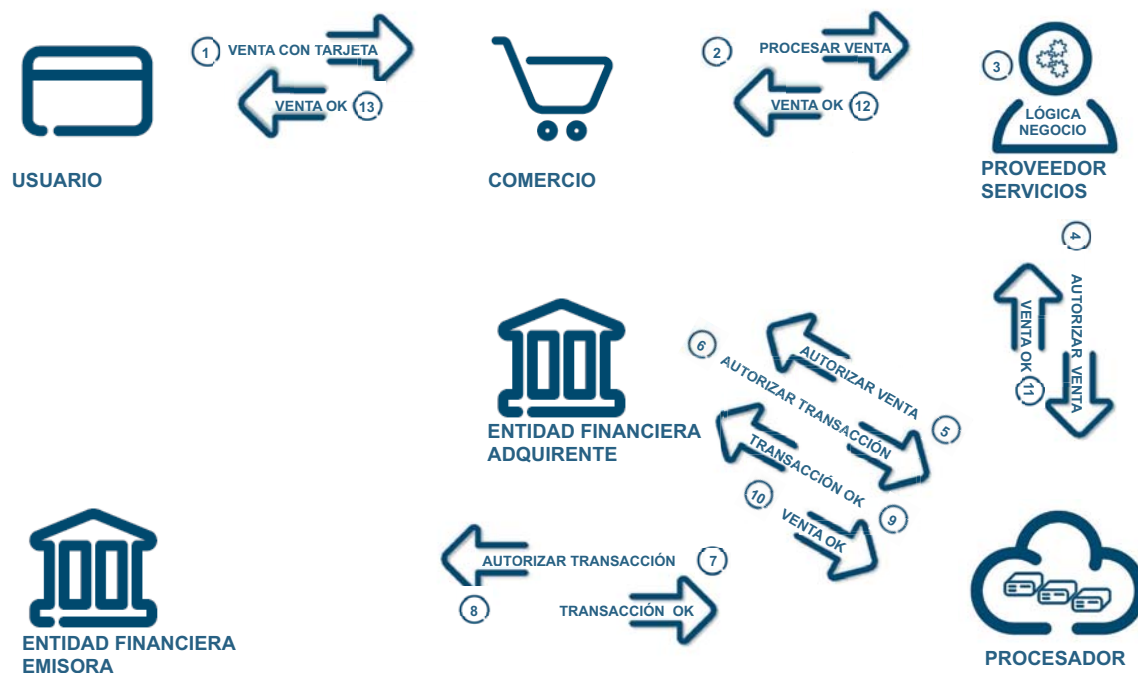 1 VENTA CON TARJETA
VENTA OK 13
2 PROCESAR VENTA
VENTA OK 12
3
LÓGICA
NEGOCIO
USUARIO
COMERCIO
PROVEEDOR
SERVICIOS
4
AUTORIZAR VENTA
VENTA OK 11
AUTORIZAR VENTA
5
6
AUTORIZAR TRANSACCIÓN
TRANSACCIÓN OK
9
10
VENTA OK
ENTIDAD FINANCIERA
ADQUIRENTE
AUTORIZAR TRANSACCIÓN 7
8 TRANSACCIÓN OK
ENTIDAD FINANCIERA
EMISORA
PROCESADOR